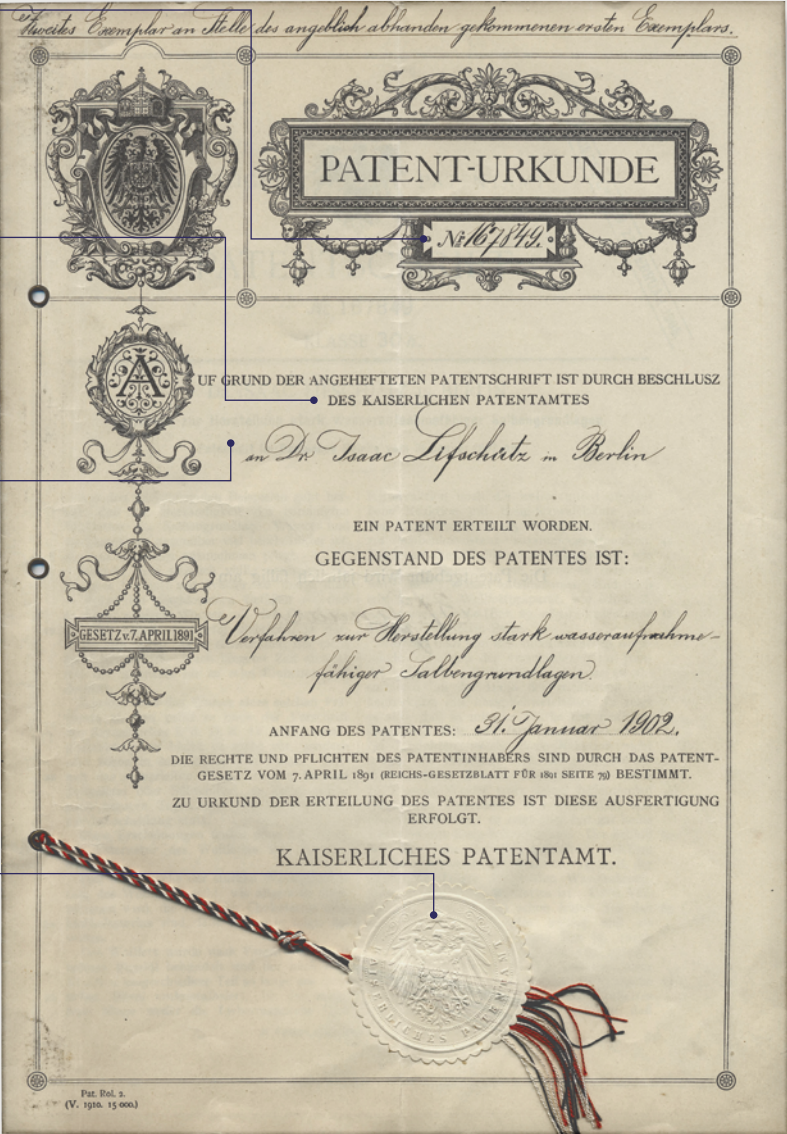 Zweites Exemplar an Stelle des angeblich abhanden gekommenen ersten Exemplars.
PATENT-URKUNDE
No. 167849.
AUF GRUND DER ANGEHEFTETEN PATENTSCHRIFT IST DURCH BESCHLUSZ
DES KAISERLICHEN PATENTAMTES
an Dr. Isaac Lifschütz in Berlin
EIN PATENT ERTEILT WORDEN.
GEGENSTAND DES PATENTES IST:
GESETZ v. 7. APRIL 1891
Verfahren zur Herstellung stark wasseraufnahme-
fähiger Salbengrundlagen.
ANFANG DES PATENTES: 31. Januar 1902.
DIE RECHTE UND PFLICHTEN DES PATENTINHABERS SIND DURCH DAS PATENT-
GESETZ VOM 7. APRIL 1891 (REICHS-GESETZBLATT FÜR 1891 SEITE 79) BESTIMMT.
ZU URKUND DER ERTEILUNG DES PATENTES IST DIESE AUSFERTIGUNG
ERFOLGT.
KAISERLICHES PATENTAMT.
KAISERLICHES PATENTAMT
Pat. Rol. 2.
(V. 1910. 15 000.)